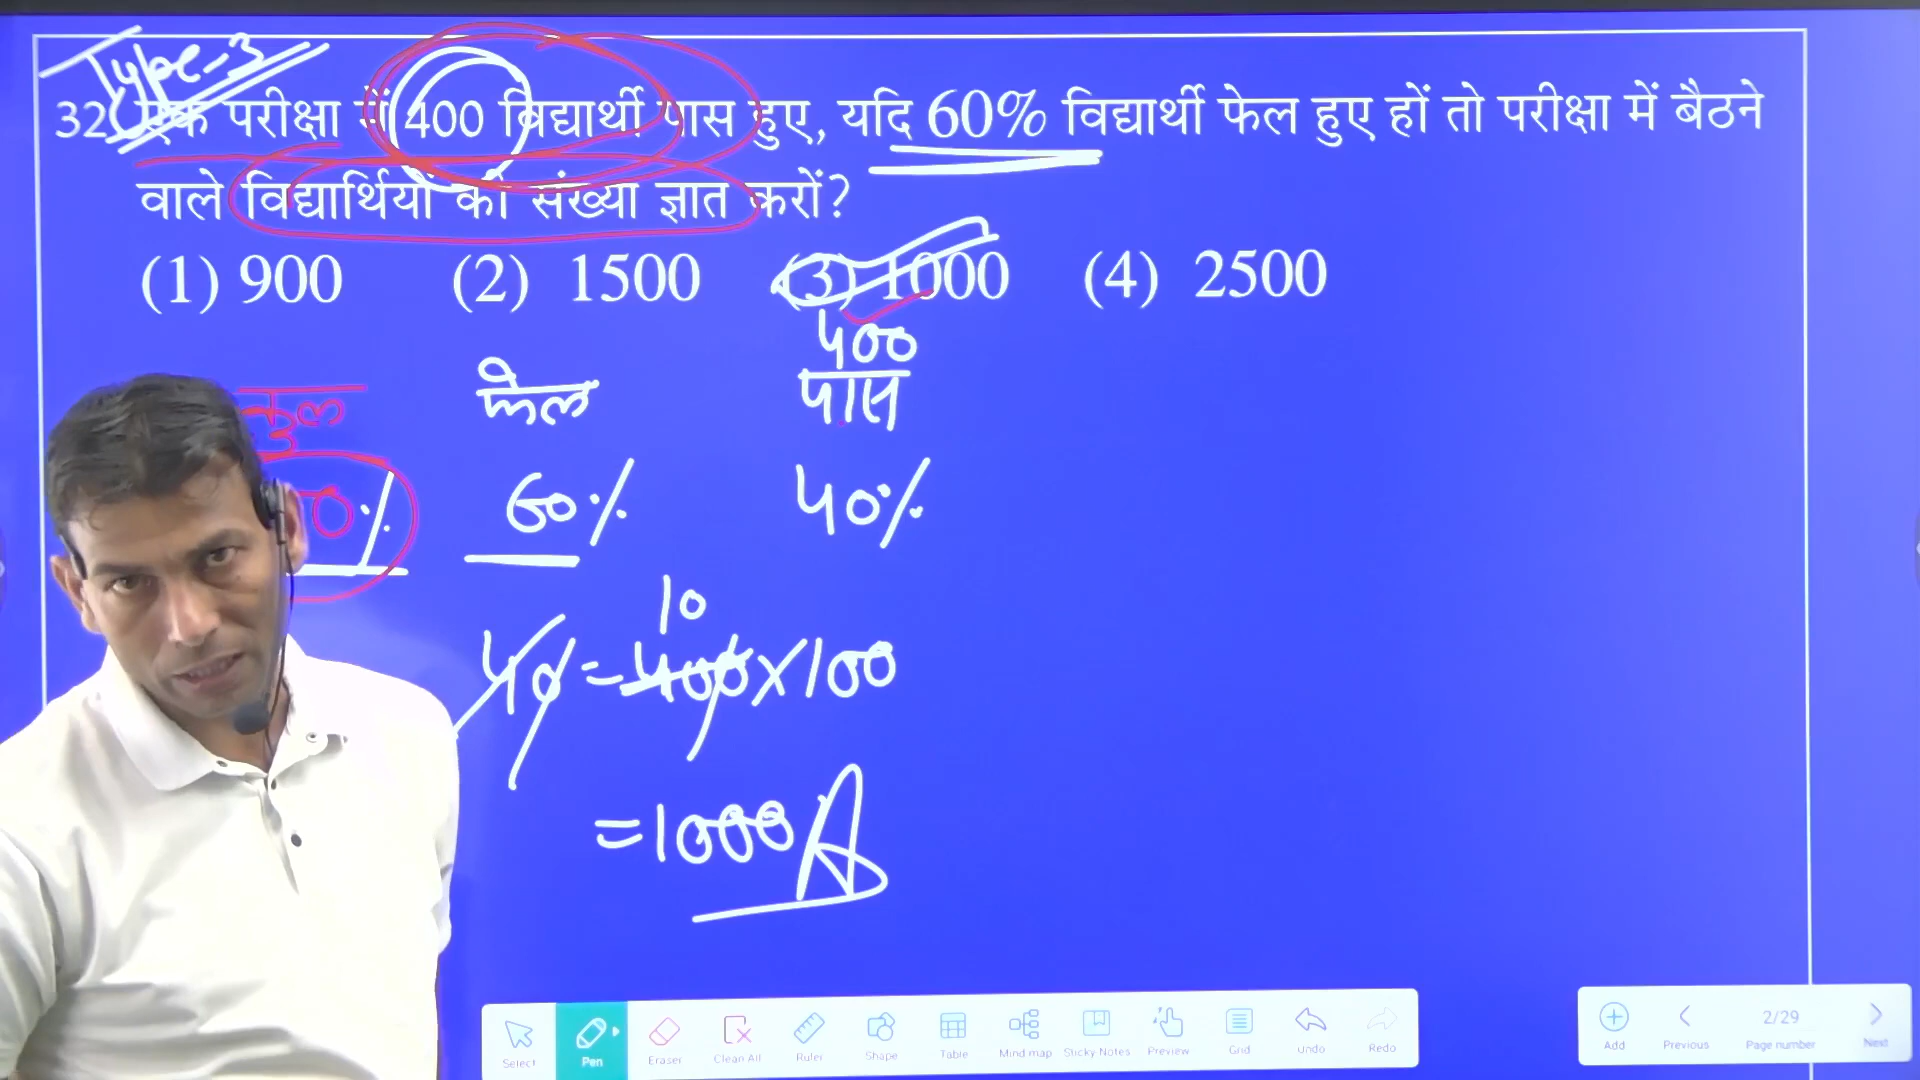 Type-3
32. एक परीक्षा में 400 विद्यार्थी पास हुए, यदि 60% विद्यार्थी फेल हुए हों तो परीक्षा में बैठने
वाले विद्यार्थियों की संख्या ज्ञात करों?
(1) 900 (2) 1500 (3) 1000 (4) 2500
400
कुल फेल पास
0% 60% 40%
10
40 = 400 × 100
= 1000 A
Select Pen Eraser Clean All Ruler Shape Table Mind map Sticky Notes Preview Grid Undo Redo
Add Previous 2/29 Page number Next